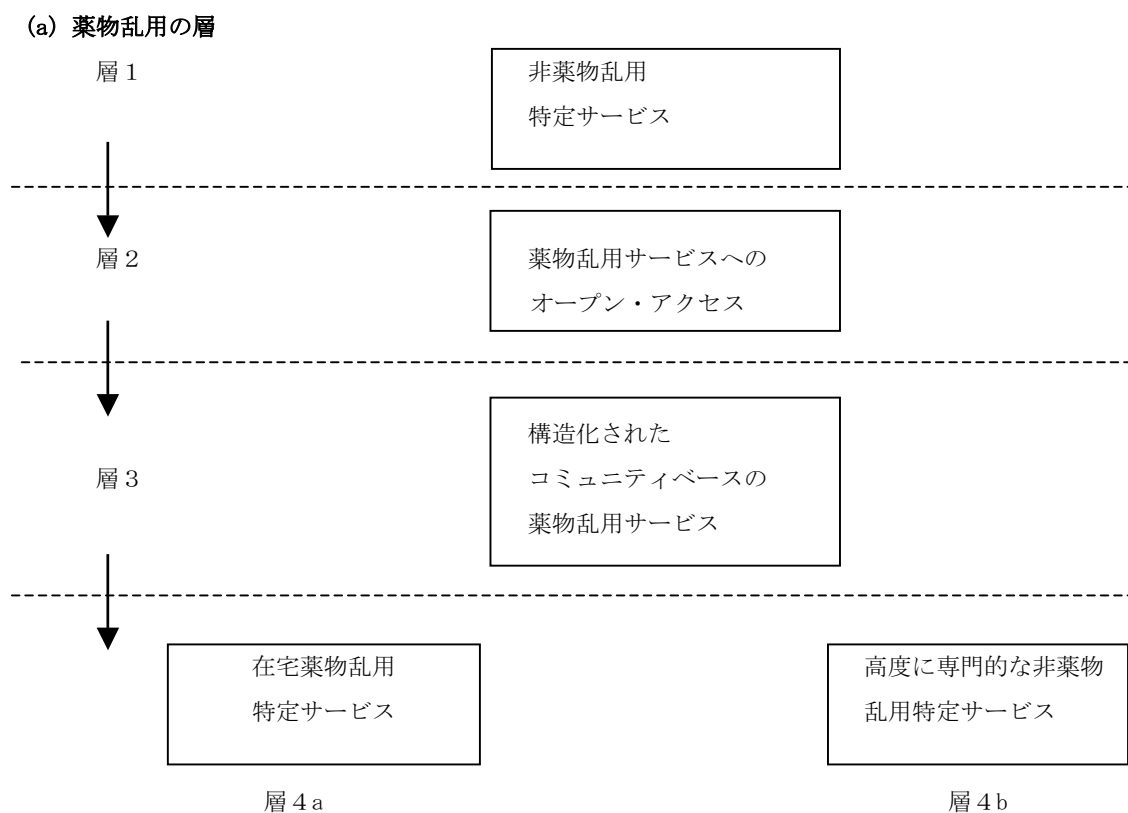 (a) 薬物乱用の層
層１
非薬物乱用
特定サービス
層２
薬物乱用サービスへの
オープン・アクセス
層３
構造化された
コミュニティベースの
薬物乱用サービス
在宅薬物乱用
特定サービス
高度に専門的な非薬物
乱用特定サービス
層４a
層４b